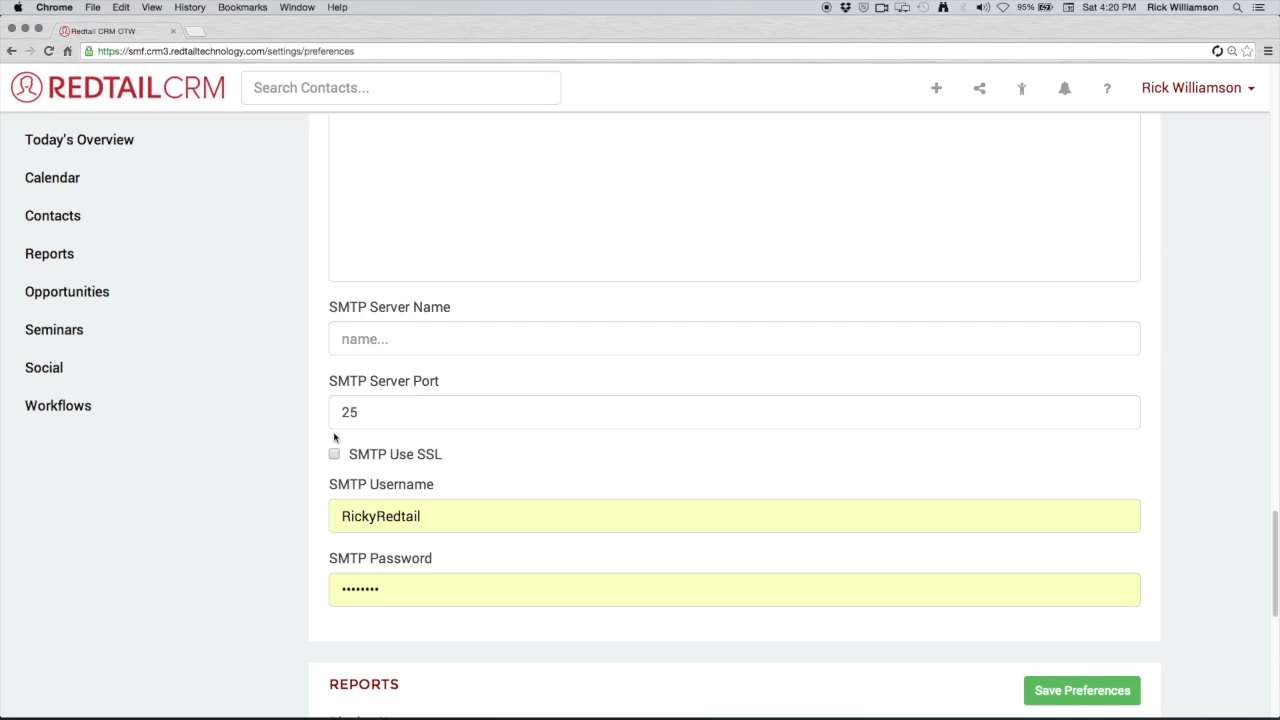 Chrome File Edit View History Bookmarks Window Help 95% Sat 4:20 PM Rick Williamson
Redtail CRM OTW
https://smf.crm3.redtailtechnology.com/settings/preferences
REDTAILCRM Search Contacts... Rick Williamson
Today's Overview
Calendar
Contacts
Reports
Opportunities
Seminars
Social
Workflows
SMTP Server Name
name...
SMTP Server Port
25
SMTP Use SSL
SMTP Username
RickyRedtail
SMTP Password
••••••••
REPORTS
Save Preferences